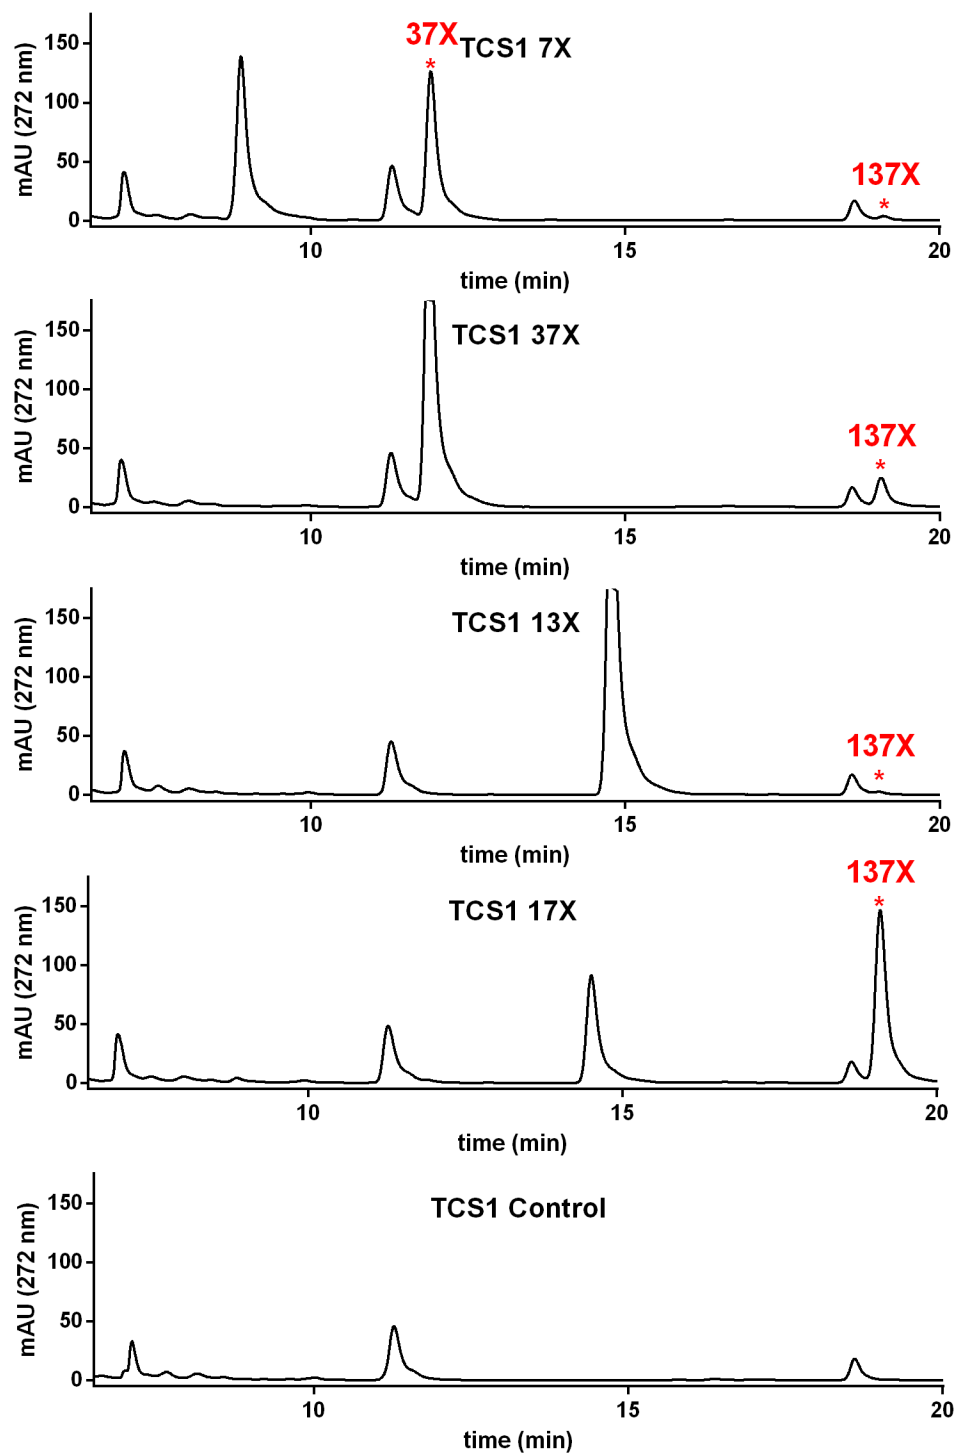 37X
TCS1 7X
*
137X
*
150
100
50
0
mAU (272 nm)
10
15
20
time (min)
TCS1 37X
137X
*
150
100
50
0
mAU (272 nm
10
15
20
time (min)
TCS1 13X
137X
*
150
100
50
0
mAU (272 nm)
10
15
20
time (min)
137X
*
TCS1 17X
150
100
50
0
mAU (272 nm)
10
15
20
time (min)
TCS1 Control
150
100
50
0
mAU (272 nm)
10
15
20
time (min)